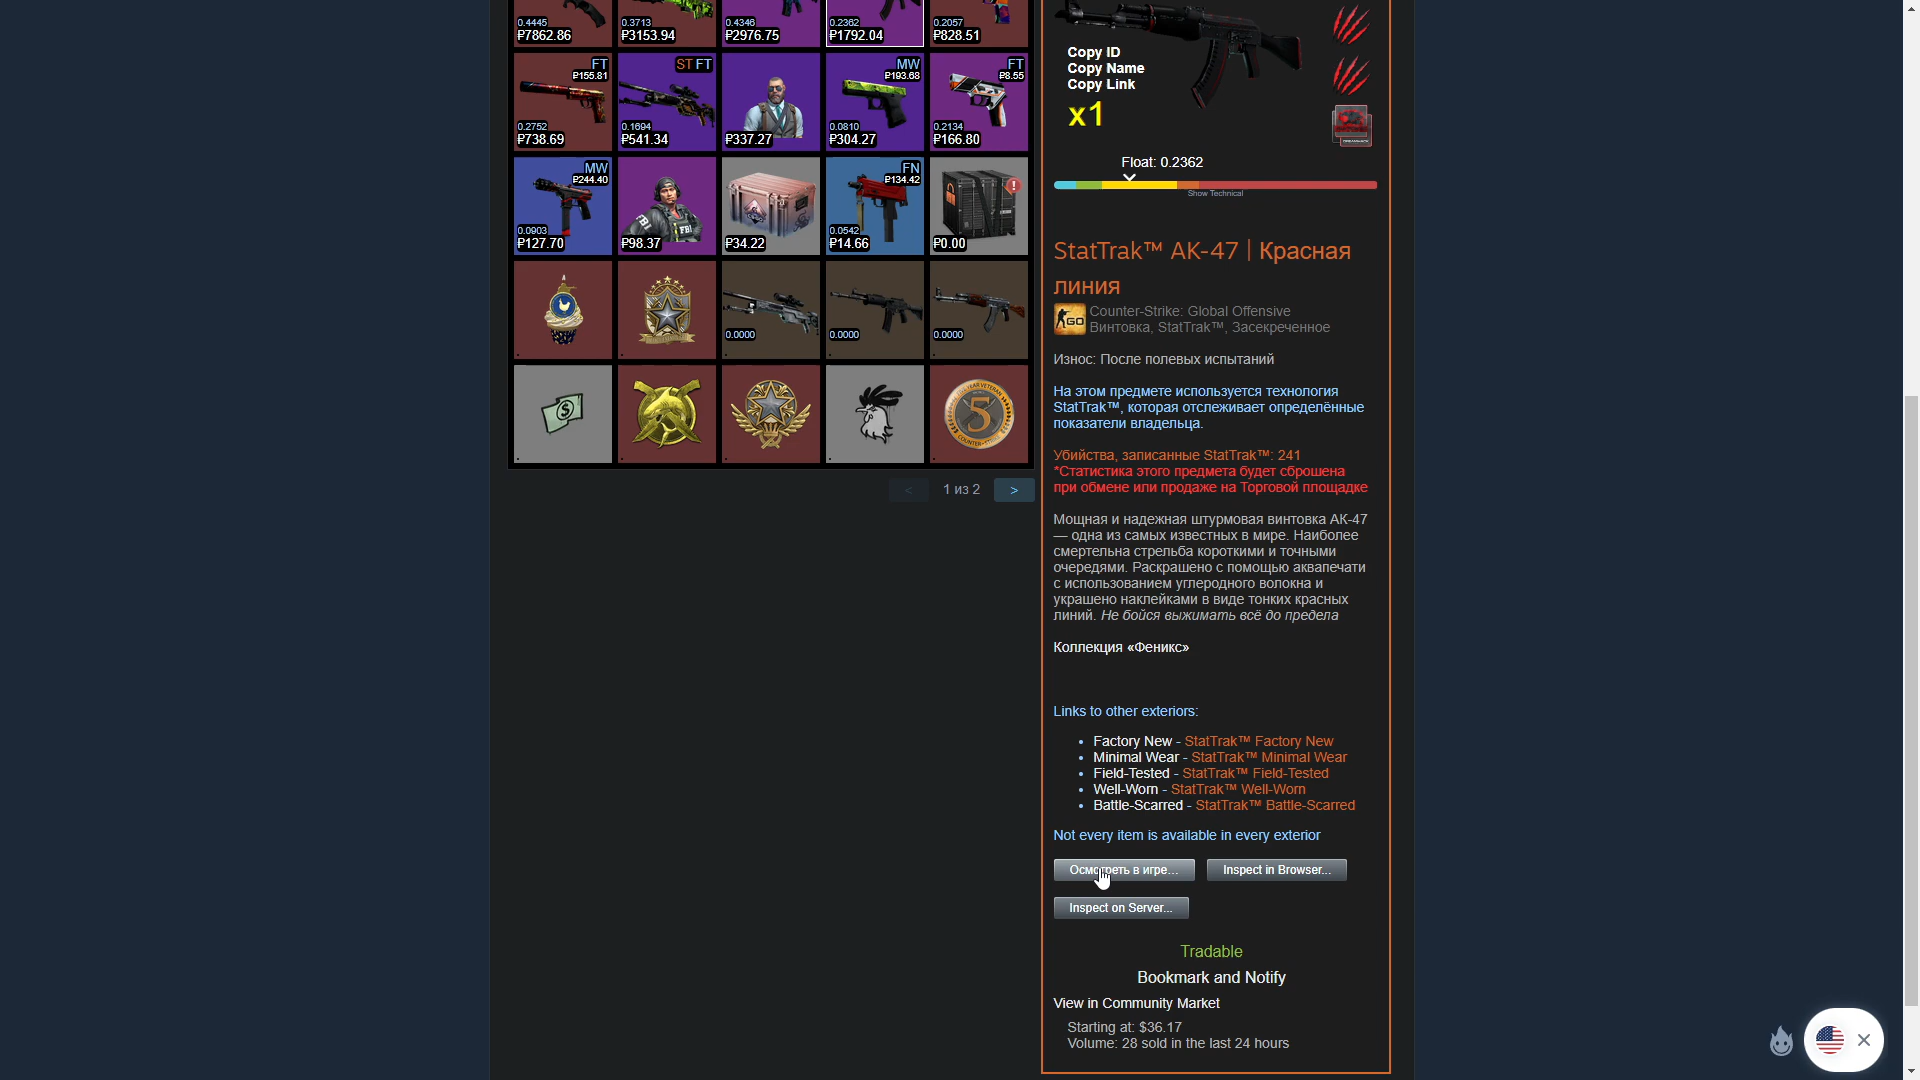 0.4445
₽7862.86
0.3713
₽3153.94
0.4346
₽2976.75
0.2362
₽1792.04
0.2057
₽828.51
FT
₽155.81
0.2752
₽738.69
ST FT
0.1694
₽541.34
₽337.27
MW
₽193.68
0.0810
₽304.27
FT
₽8.55
0.2134
₽166.80
MW
₽244.40
0.0903
₽127.70
FBI
₽98.37
₽34.22
FN
₽134.42
0.0542
₽14.66
!
₽0.00
0.0000
0.0000
0.0000
5 YEAR VETERAN
5
COUNTER-STRIKE
<
1 из 2
>
Copy ID
Copy Name
Copy Link
x1
Float: 0.2362
Show Technical
StatTrak™ AK-47 | Красная
линия
GO
Counter-Strike: Global Offensive
Винтовка, StatTrak™, Засекреченное
Износ: После полевых испытаний
На этом предмете используется технология
StatTrak™, которая отслеживает определённые
показатели владельца.
Убийства, записанные StatTrak™: 241
*Статистика этого предмета будет сброшена
при обмене или продаже на Торговой площадке
Мощная и надежная штурмовая винтовка AK-47
— одна из самых известных в мире. Наиболее
смертельна стрельба короткими и точными
очередями. Раскрашено с помощью аквапечати
с использованием углеродного волокна и
украшено наклейками в виде тонких красных
линий. Не бойся выжимать всё до предела
Коллекция «Феникс»
Links to other exteriors:
• Factory New - StatTrak™ Factory New
• Minimal Wear - StatTrak™ Minimal Wear
• Field-Tested - StatTrak™ Field-Tested
• Well-Worn - StatTrak™ Well-Worn
• Battle-Scarred - StatTrak™ Battle-Scarred
Not every item is available in every exterior
Осмотреть в игре...
Inspect in Browser...
Inspect on Server...
Tradable
Bookmark and Notify
View in Community Market
Starting at: $36.17
Volume: 28 sold in the last 24 hours